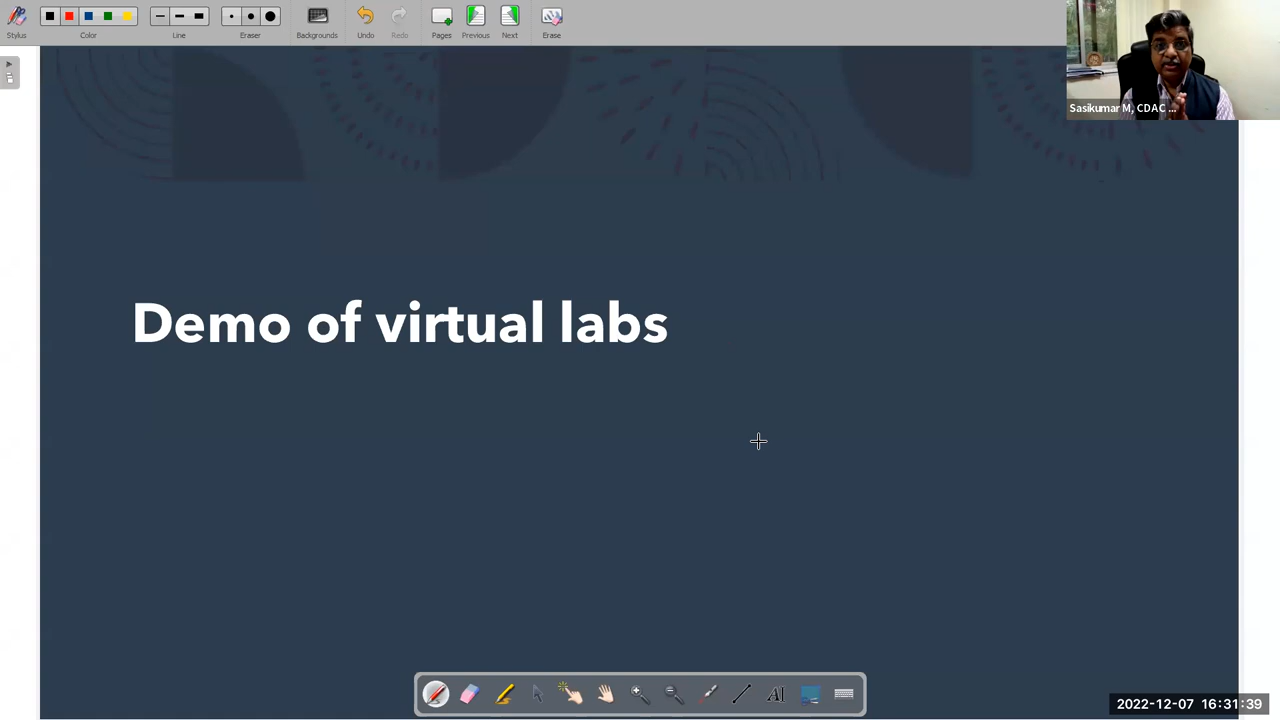 Stylus
Color
Line
Eraser
Backgrounds
Undo
Redo
Pages
Previous
Next
Erase
Sasikumar M, CDAC ...
Demo of virtual labs
AI
2022-12-07 16:31:39